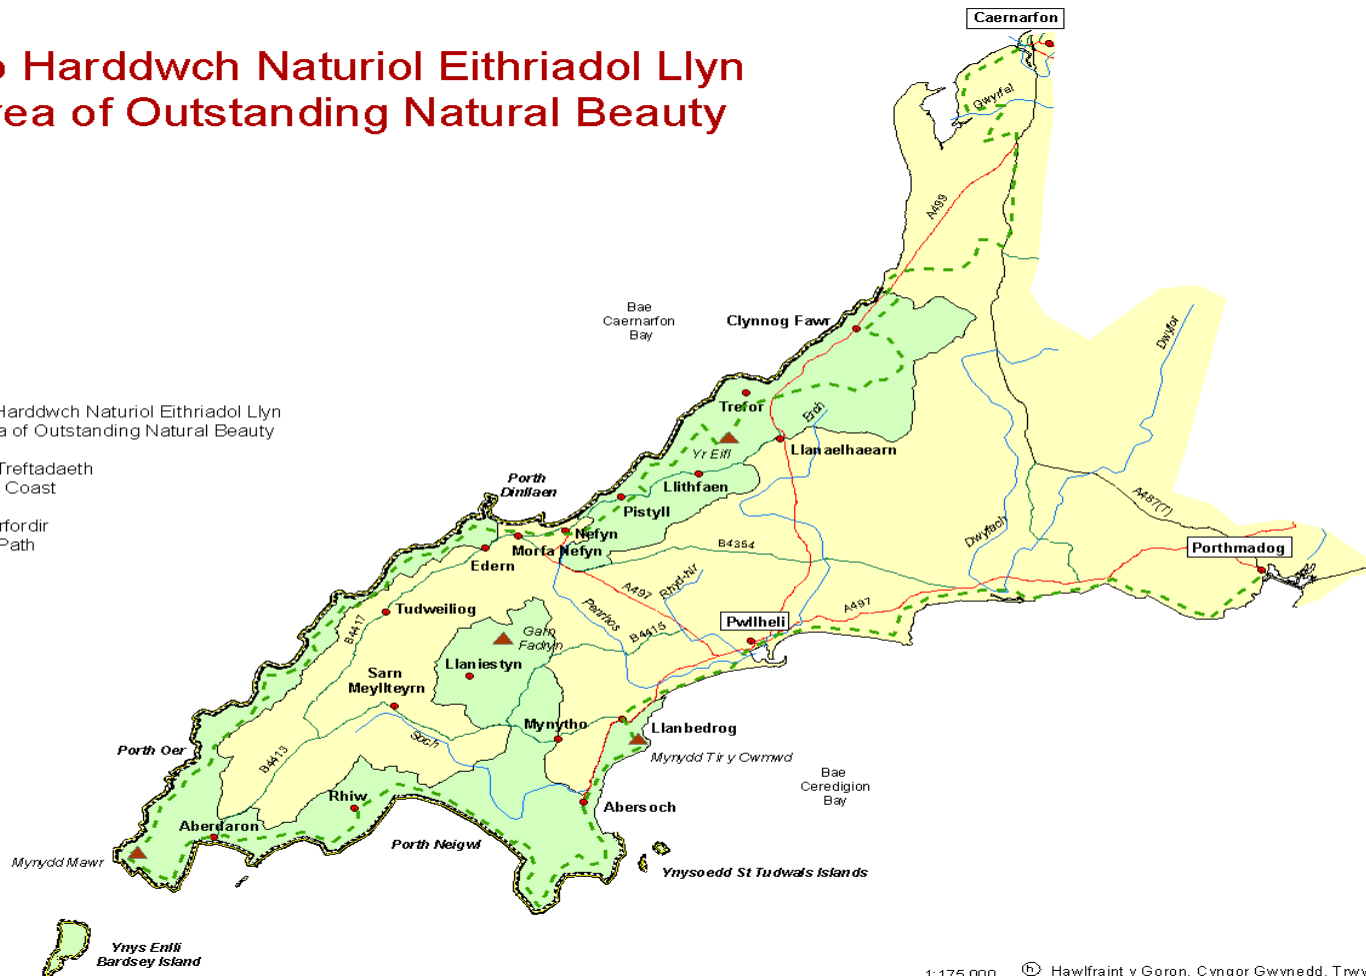 Harddwch Naturiol Eithriadol Llyn
Area of Outstanding Natural Beauty
Caernarfon
Gwyrfai
A499
Bae
Caernarfon
Bay
Clynnog Fawr
Dwyfor
Harddwch Naturiol Eithriadol Llyn
a of Outstanding Natural Beauty
Treftadaeth
Coast
rfordir
Path
Trefor
Erch
Yr Eifl
Llanaelhaearn
Llithfaen
Porth
Dinllaen
Pistyll
Nefyn
Morfa Nefyn
Edern
B4354
Dwyfach
A487(T)
Porthmadog
A497
Rhyd-hir
Penrhos
B4415
A497
Pwllheli
Tudweiliog
B4417
Garn
Fadryn
Llaniestyn
Sarn
Meyllteyrn
Mynytho
Llanbedrog
Soch
Porth Oer
B4413
Mynydd Tir y Cwmwd
Bae
Ceredigion
Bay
Rhiw
Abersoch
Aberdaron
Porth Neigwl
Mynydd Mawr
Ynysoedd St Tudwals Islands
Ynys Enlli
Bardsey Island
1:175,000
Hawlfraint y Goron, Cyngor Gwynedd, Trwy